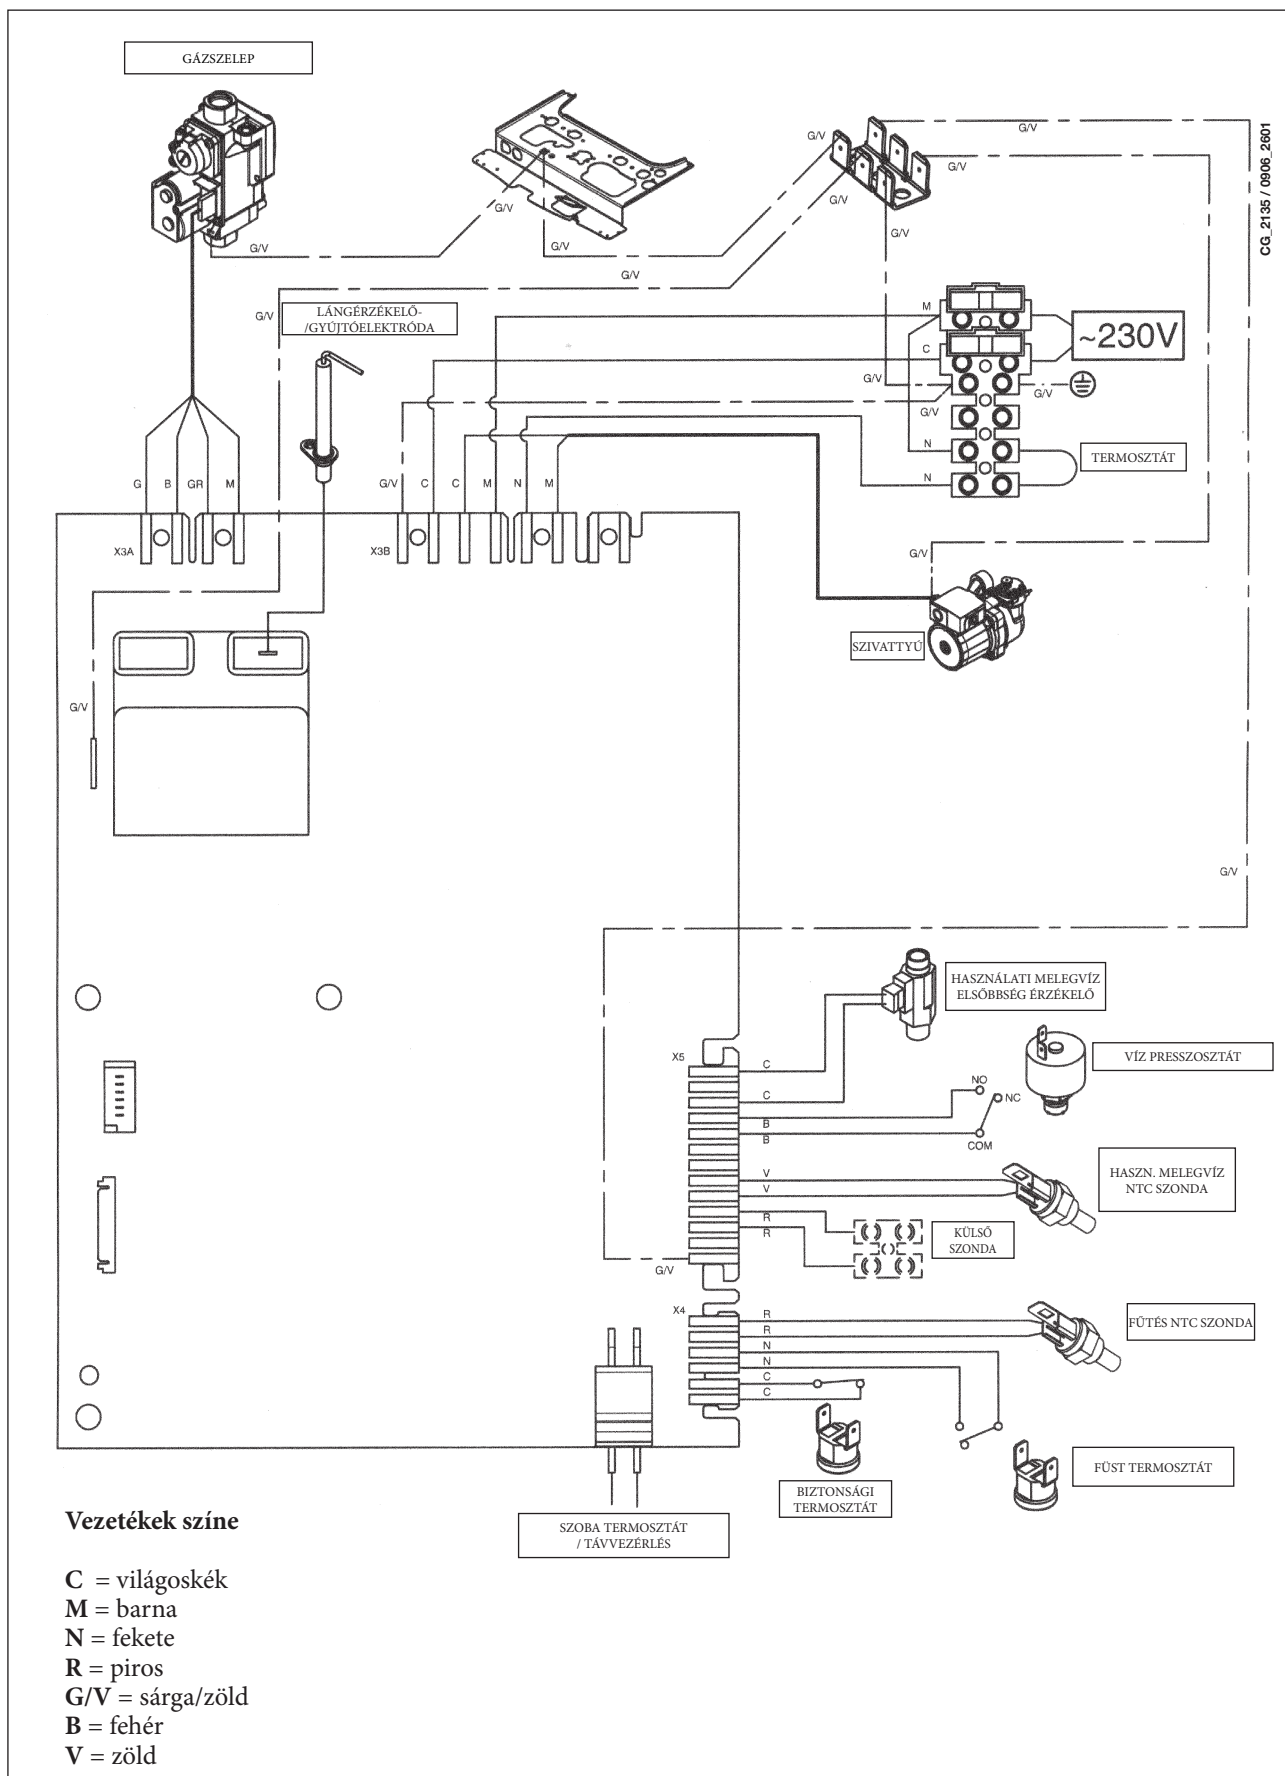 GÁZSZELEP
G/V
G/V
G/V
G/V
CG_2135 / 0906_2601
G/V
G/V
G/V
G/V
G/V
G/V
G/V
LÁNGÉRZÉKELŐ-
/GYÚJTÓELEKTRÓDA
M
~230V
C
G/V
G/V
G/V
N
TERMOSZTÁT
N
G
B
GR
M
G/V
C
C
M
N
M
X3A
X3B
G/V
SZIVATTYÚ
G/V
G/V
HASZNÁLATI MELEGVÍZ
ELSŐBBSÉG ÉRZÉKELŐ
X5
C
VÍZ PRESSZOSZTÁT
NO
C
NC
B
B
COM
V
HASZN. MELEGVÍZ
NTC SZONDA
V
R
R
KÜLSŐ
SZONDA
G/V
X4
R
R
FŰTÉS NTC SZONDA
N
N
C
C
FÜST TERMOSZTÁT
BIZTONSÁGI
TERMOSZTÁT
SZOBA TERMOSZTÁT
/ TÁVVEZÉRLÉS
Vezetékek színe
C = világoskék
M = barna
N = fekete
R = piros
G/V = sárga/zöld
B = fehér
V = zöld